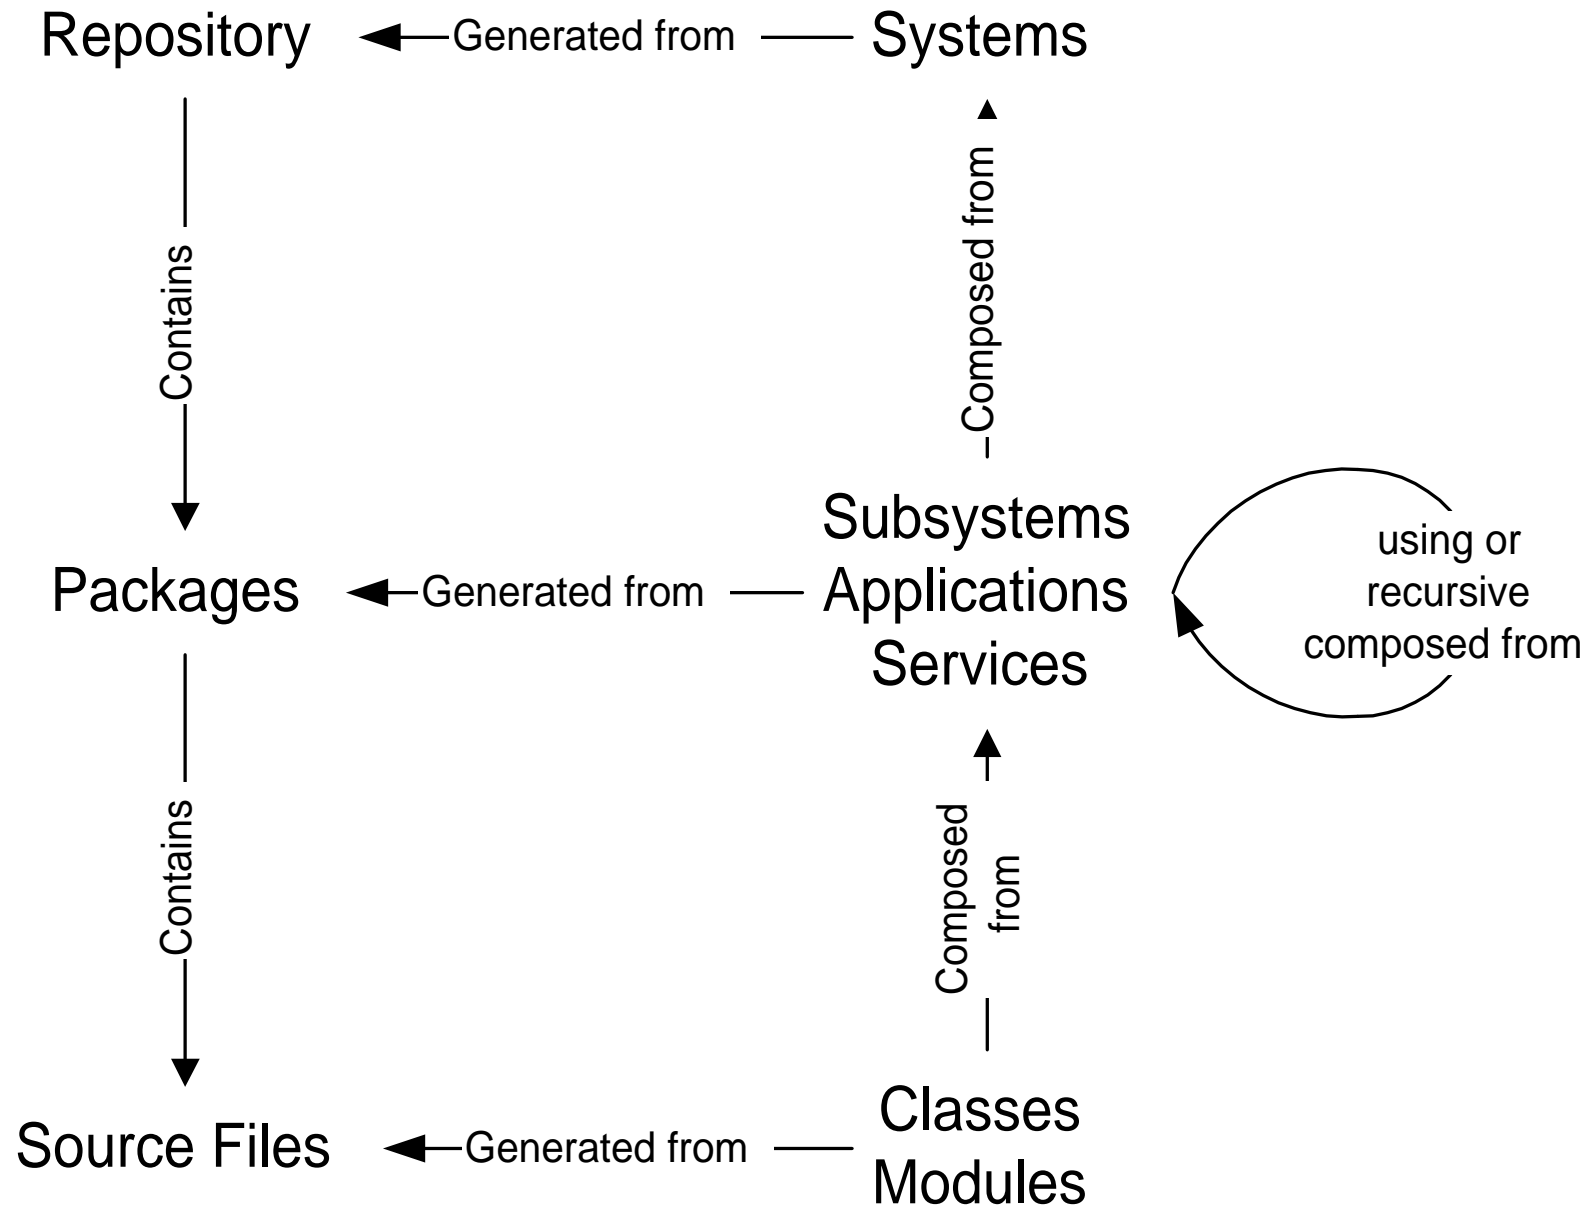 Repository
Generated from
Systems
Contains
Composed from
Subsystems
Applications
Services
using or
recursive
composed from
Packages
Generated from
Contains
Composed
from
Source Files
Generated from
Classes
Modules